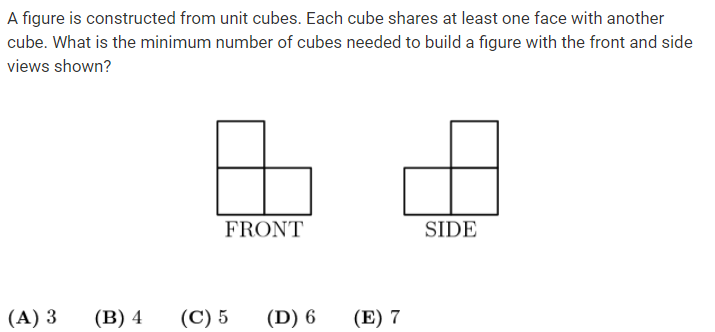 A figure is constructed from unit cubes. Each cube shares at least one face with another
cube. What is the minimum number of cubes needed to build a figure with the front and side
views shown?
FRONT SIDE
(A) 3 (B) 4 (C) 5 (D) 6 (E) 7